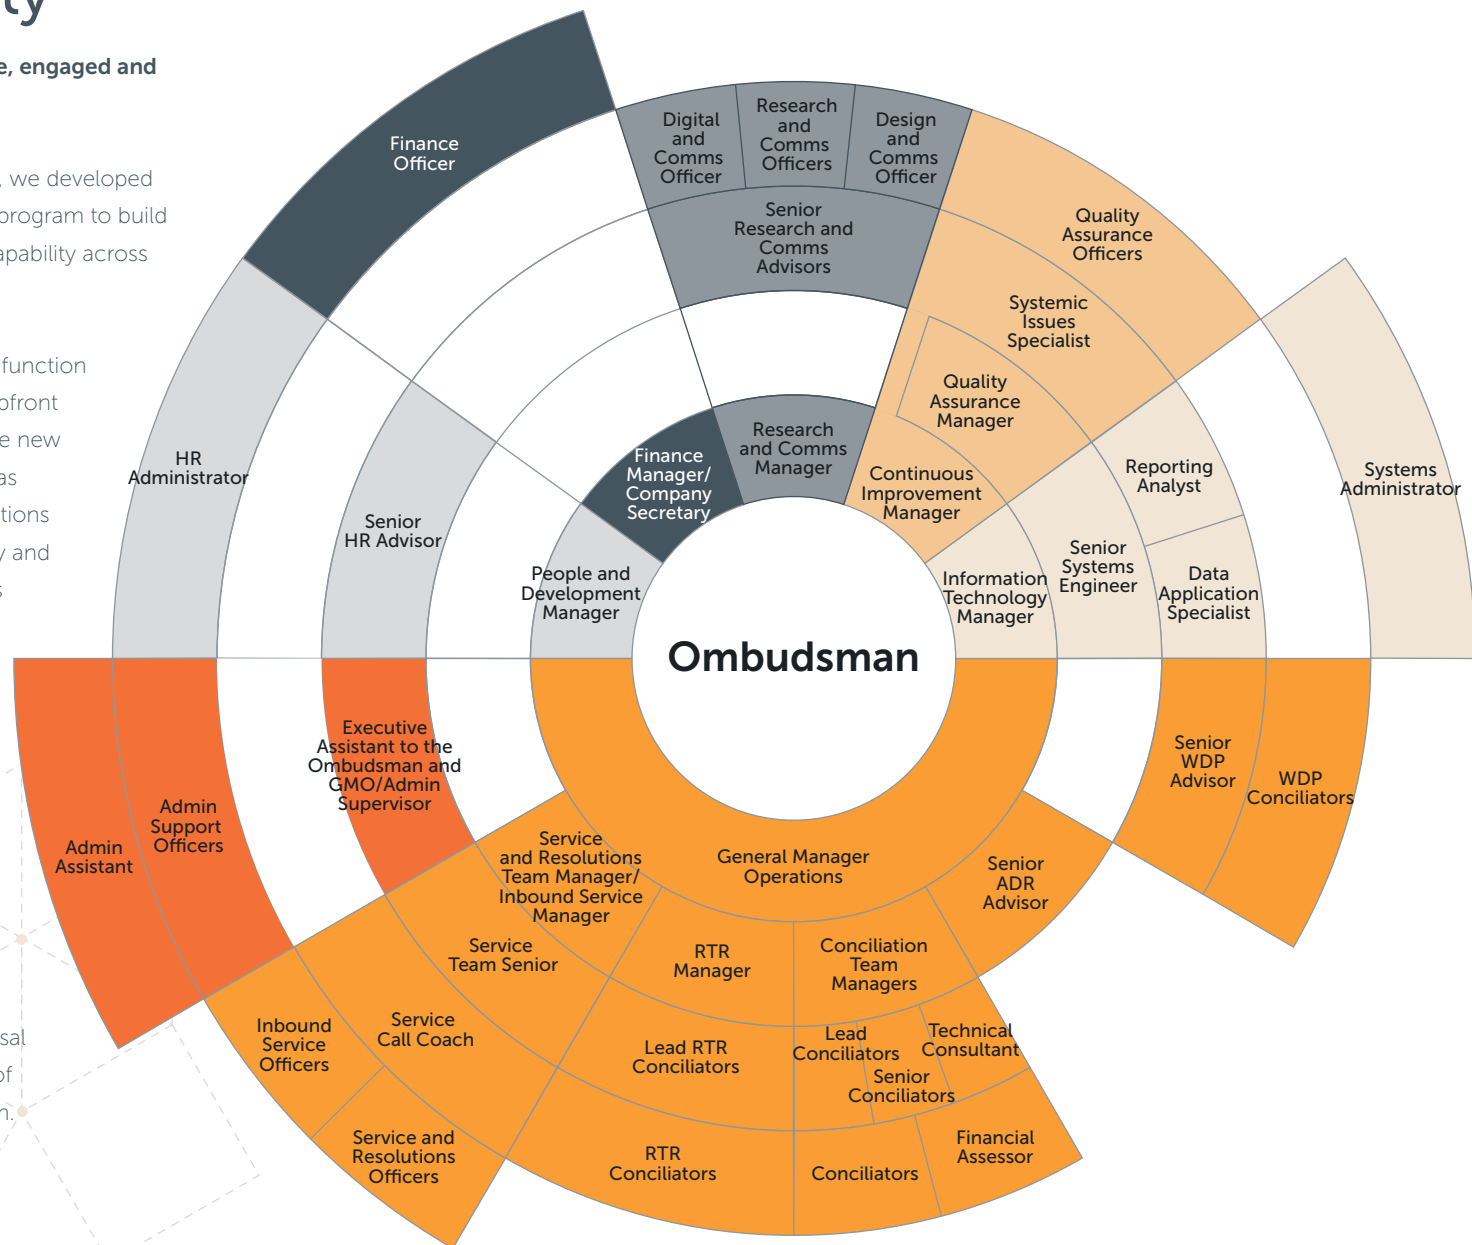 ty
e, engaged and
, we developed
program to build
apability across
function
pfront
e new
as
tions
y and
s
sal
of
n.
Finance
Officer
Digital
and
Comms
Officer
Research
and
Comms
Officers
Design
and
Comms
Officer
Senior
Research and
Comms
Advisors
Quality
Assurance
Officers
Systemic
Issues
Specialist
Quality
Assurance
Manager
Continuous
Improvement
Manager
Research
and Comms
Manager
Finance
Manager/
Company
Secretary
HR
Administrator
Senior
HR Advisor
People and
Development
Manager
Information
Technology
Manager
Senior
Systems
Engineer
Reporting
Analyst
Data
Application
Specialist
Systems
Administrator
Ombudsman
Executive
Assistant to the
Ombudsman and
GMO/Admin
Supervisor
Admin
Support
Officers
Admin
Assistant
General Manager
Operations
Service
and Resolutions
Team Manager/
Inbound Service
Manager
Service
Team Senior
Service
Call Coach
Inbound
Service
Officers
Service and
Resolutions
Officers
RTR
Manager
Lead RTR
Conciliators
RTR
Conciliators
Conciliation
Team
Managers
Lead
Conciliators
Senior
Conciliators
Technical
Consultant
Conciliators
Financial
Assessor
Senior
ADR
Advisor
Senior
WDP
Advisor
WDP
Conciliators